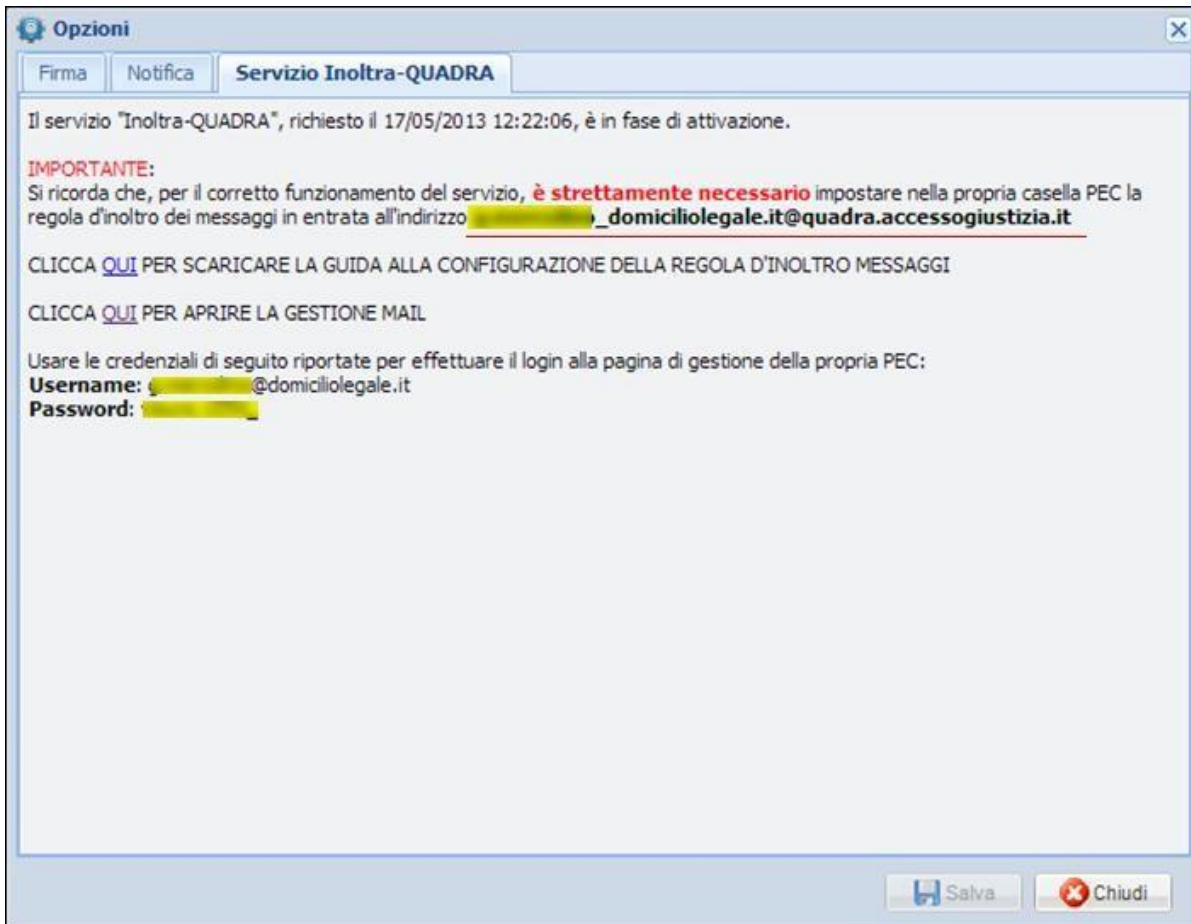 Opzioni
Firma Notifica Servizio Inoltra-QUADRA
Il servizio "Inoltra-QUADRA", richiesto il 17/05/2013 12:22:06, è in fase di attivazione.
IMPORTANTE:
Si ricorda che, per il corretto funzionamento del servizio, è strettamente necessario impostare nella propria casella PEC la
regola d'inoltro dei messaggi in entrata all'indirizzo _domiciliolegale.it@quadra.accessogiustizia.it
CLICCA QUI PER SCARICARE LA GUIDA ALLA CONFIGURAZIONE DELLA REGOLA D'INOLTRO MESSAGGI
CLICCA QUI PER APRIRE LA GESTIONE MAIL
Usare le credenziali di seguito riportate per effettuare il login alla pagina di gestione della propria PEC:
Username: @domiciliolegale.it
Password:
Salva Chiudi